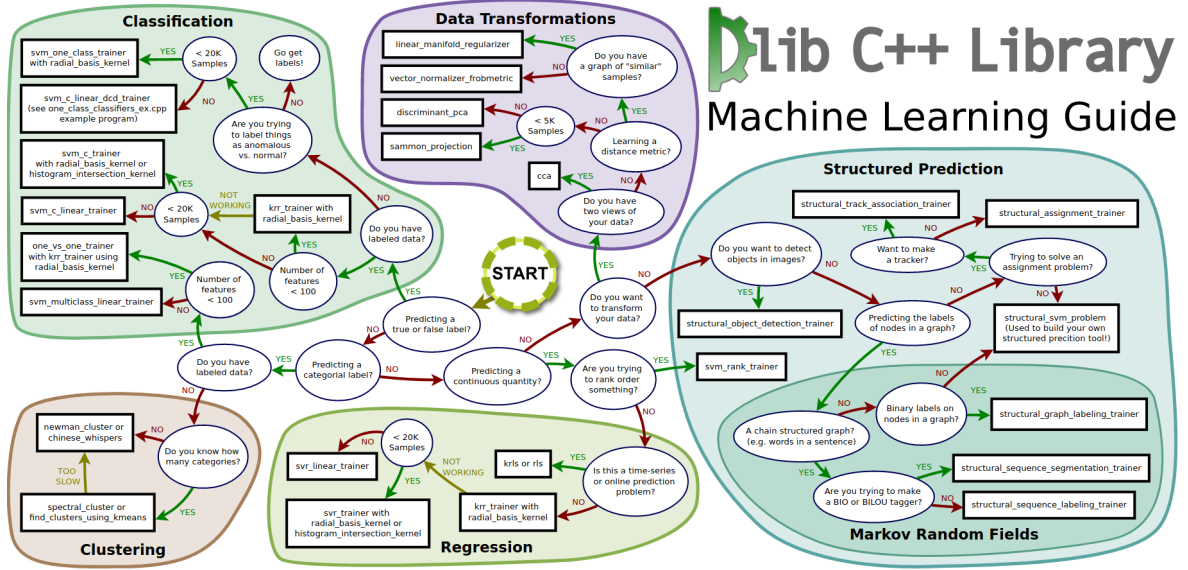 Dlib C++ Library
Machine Learning Guide
Classification
svm_one_class_trainer
with radial_basis_kernel
YES
< 20K
Samples
Go get
labels!
NO
YES
NO
svm_c_linear_dcd_trainer
(see one_class_classifiers_ex.cpp
example program)
Are you trying
to label things
as anomalous
vs. normal?
svm_c_trainer
with radial_basis_kernel or
histogram_intersection_kernel
YES
NOT
WORKING
NO
svm_c_linear_trainer
NO
< 20K
Samples
krr_trainer with
radial_basis_kernel
Do you have
labeled data?
one_vs_one_trainer
with krr_trainer using
radial_basis_kernel
YES
NO
YES
YES
Number of
features
< 100
Number of
features
< 100
svm_multiclass_linear_trainer
NO
YES
YES
Data Transformations
linear_manifold_regularizer
YES
Do you have
a graph of "similar"
samples?
vector_normalizer_frobmetric
NO
discriminant_pca
NO
< 5K
Samples
NO
YES
sammon_projection
YES
Learning a
distance metric?
cca
YES
NO
Do you have
two views of
your data?
YES
START
Predicting a
true or false label?
NO
Do you want
to transform
your data?
NO
NO
Do you have
labeled data?
YES
Predicting a
categorial label?
NO
Predicting a
continuous quantity?
YES
Are you trying
to rank order
something?
YES
svm_rank_trainer
NO
NO
Structured Prediction
structural_track_association_trainer
structural_assignment_trainer
YES
NO
Do you want to detect
objects in images?
Want to make
a tracker?
YES
Trying to solve an
assignment problem?
NO
YES
NO
NO
structural_object_detection_trainer
Predicting the labels
of nodes in a graph?
structural_svm_problem
(Used to build your own
structured precition tool!)
YES
NO
A chain structured graph?
(e.g. words in a sentence)
NO
Binary labels on
nodes in a graph?
YES
structural_graph_labeling_trainer
YES
Are you trying to make
a BIO or BILOU tagger?
YES
structural_sequence_segmentation_trainer
NO
structural_sequence_labeling_trainer
Markov Random Fields
newman_cluster or
chinese_whispers
NO
Do you know how
many categories?
TOO
SLOW
YES
spectral_cluster or
find_clusters_using_kmeans
Clustering
svr_linear_trainer
NO
< 20K
Samples
YES
NOT
WORKING
krls or rls
YES
Is this a time-series
or online prediction
problem?
NO
svr_trainer with
radial_basis_kernel or
histogram_intersection_kernel
krr_trainer with
radial_basis_kernel
Regression